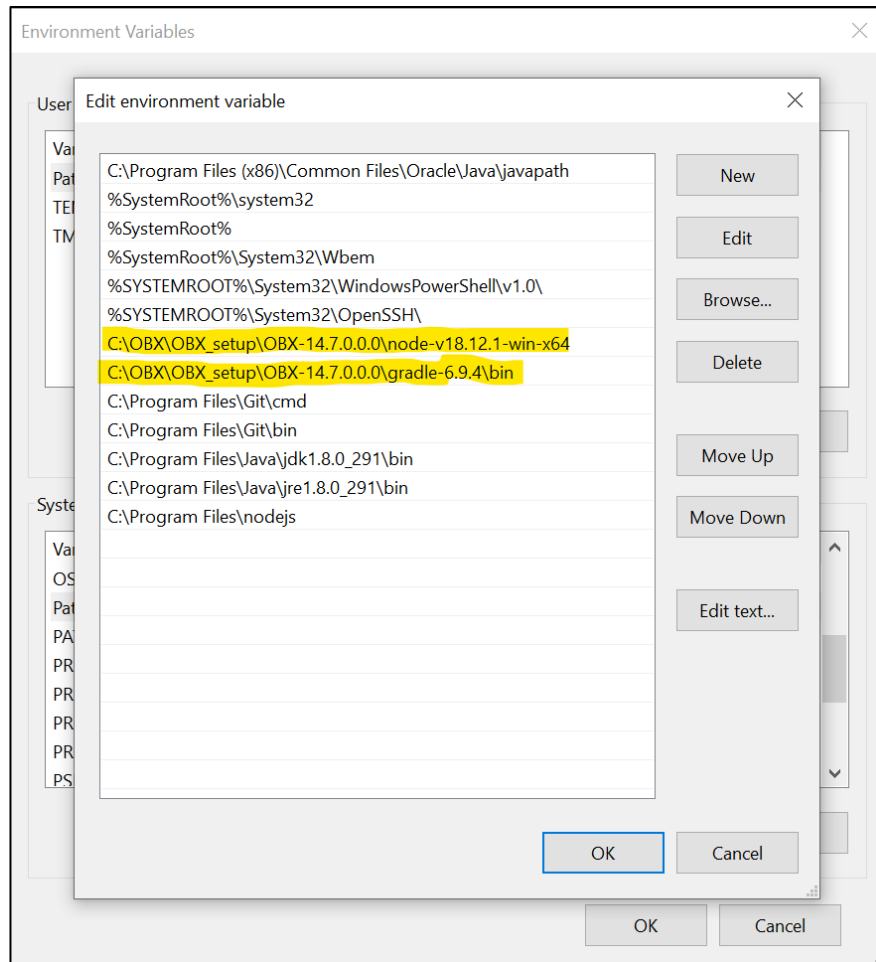 Environment Variables
Edit environment variable
User
Va
Pat
TE
TM
C:\Program Files (x86)\Common Files\Oracle\Java\javapath
%SystemRoot%\system32
%SystemRoot%
%SystemRoot%\System32\Wbem
%SYSTEMROOT%\System32\WindowsPowerShell\v1.0\
%SYSTEMROOT%\System32\OpenSSH\
C:\OBX\OBX_setup\OBX-14.7.0.0.0\node-v18.12.1-win-x64
C:\OBX\OBX_setup\OBX-14.7.0.0.0\gradle-6.9.4\bin
C:\Program Files\Git\cmd
C:\Program Files\Git\bin
C:\Program Files\Java\jdk1.8.0_291\bin
C:\Program Files\Java\jre1.8.0_291\bin
C:\Program Files\nodejs
New
Edit
Browse...
Delete
Move Up
Move Down
Edit text...
Syste
Va
OS
Pat
PA
PR
PR
PR
PR
PS
OK
Cancel
OK
Cancel